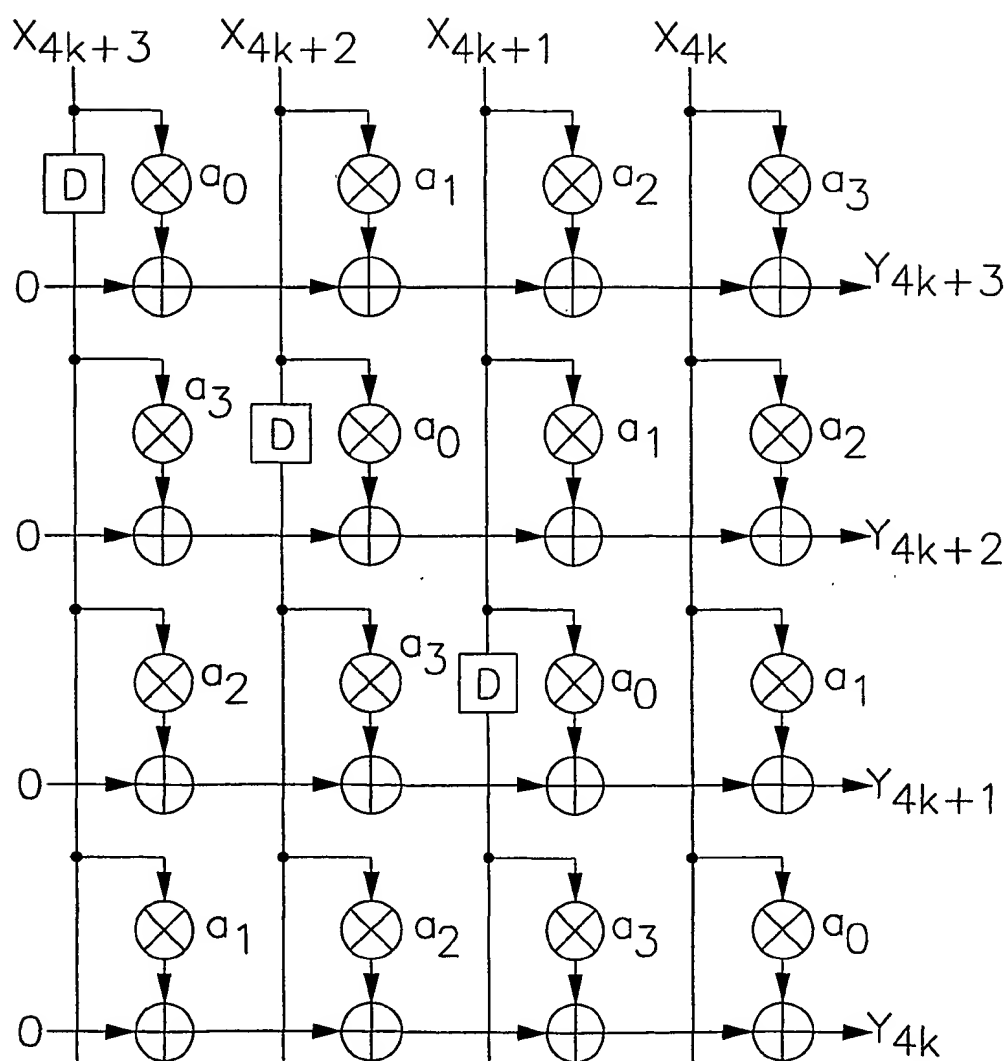 X4k+3 X4k+2 X4k+1 X4k
D a0 a1 a2 a3
0 Y4k+3
a3 D a0 a1 a2
0 Y4k+2
a2 a3 D a0 a1
0 Y4k+1
a1 a2 a3 a0
0 Y4k